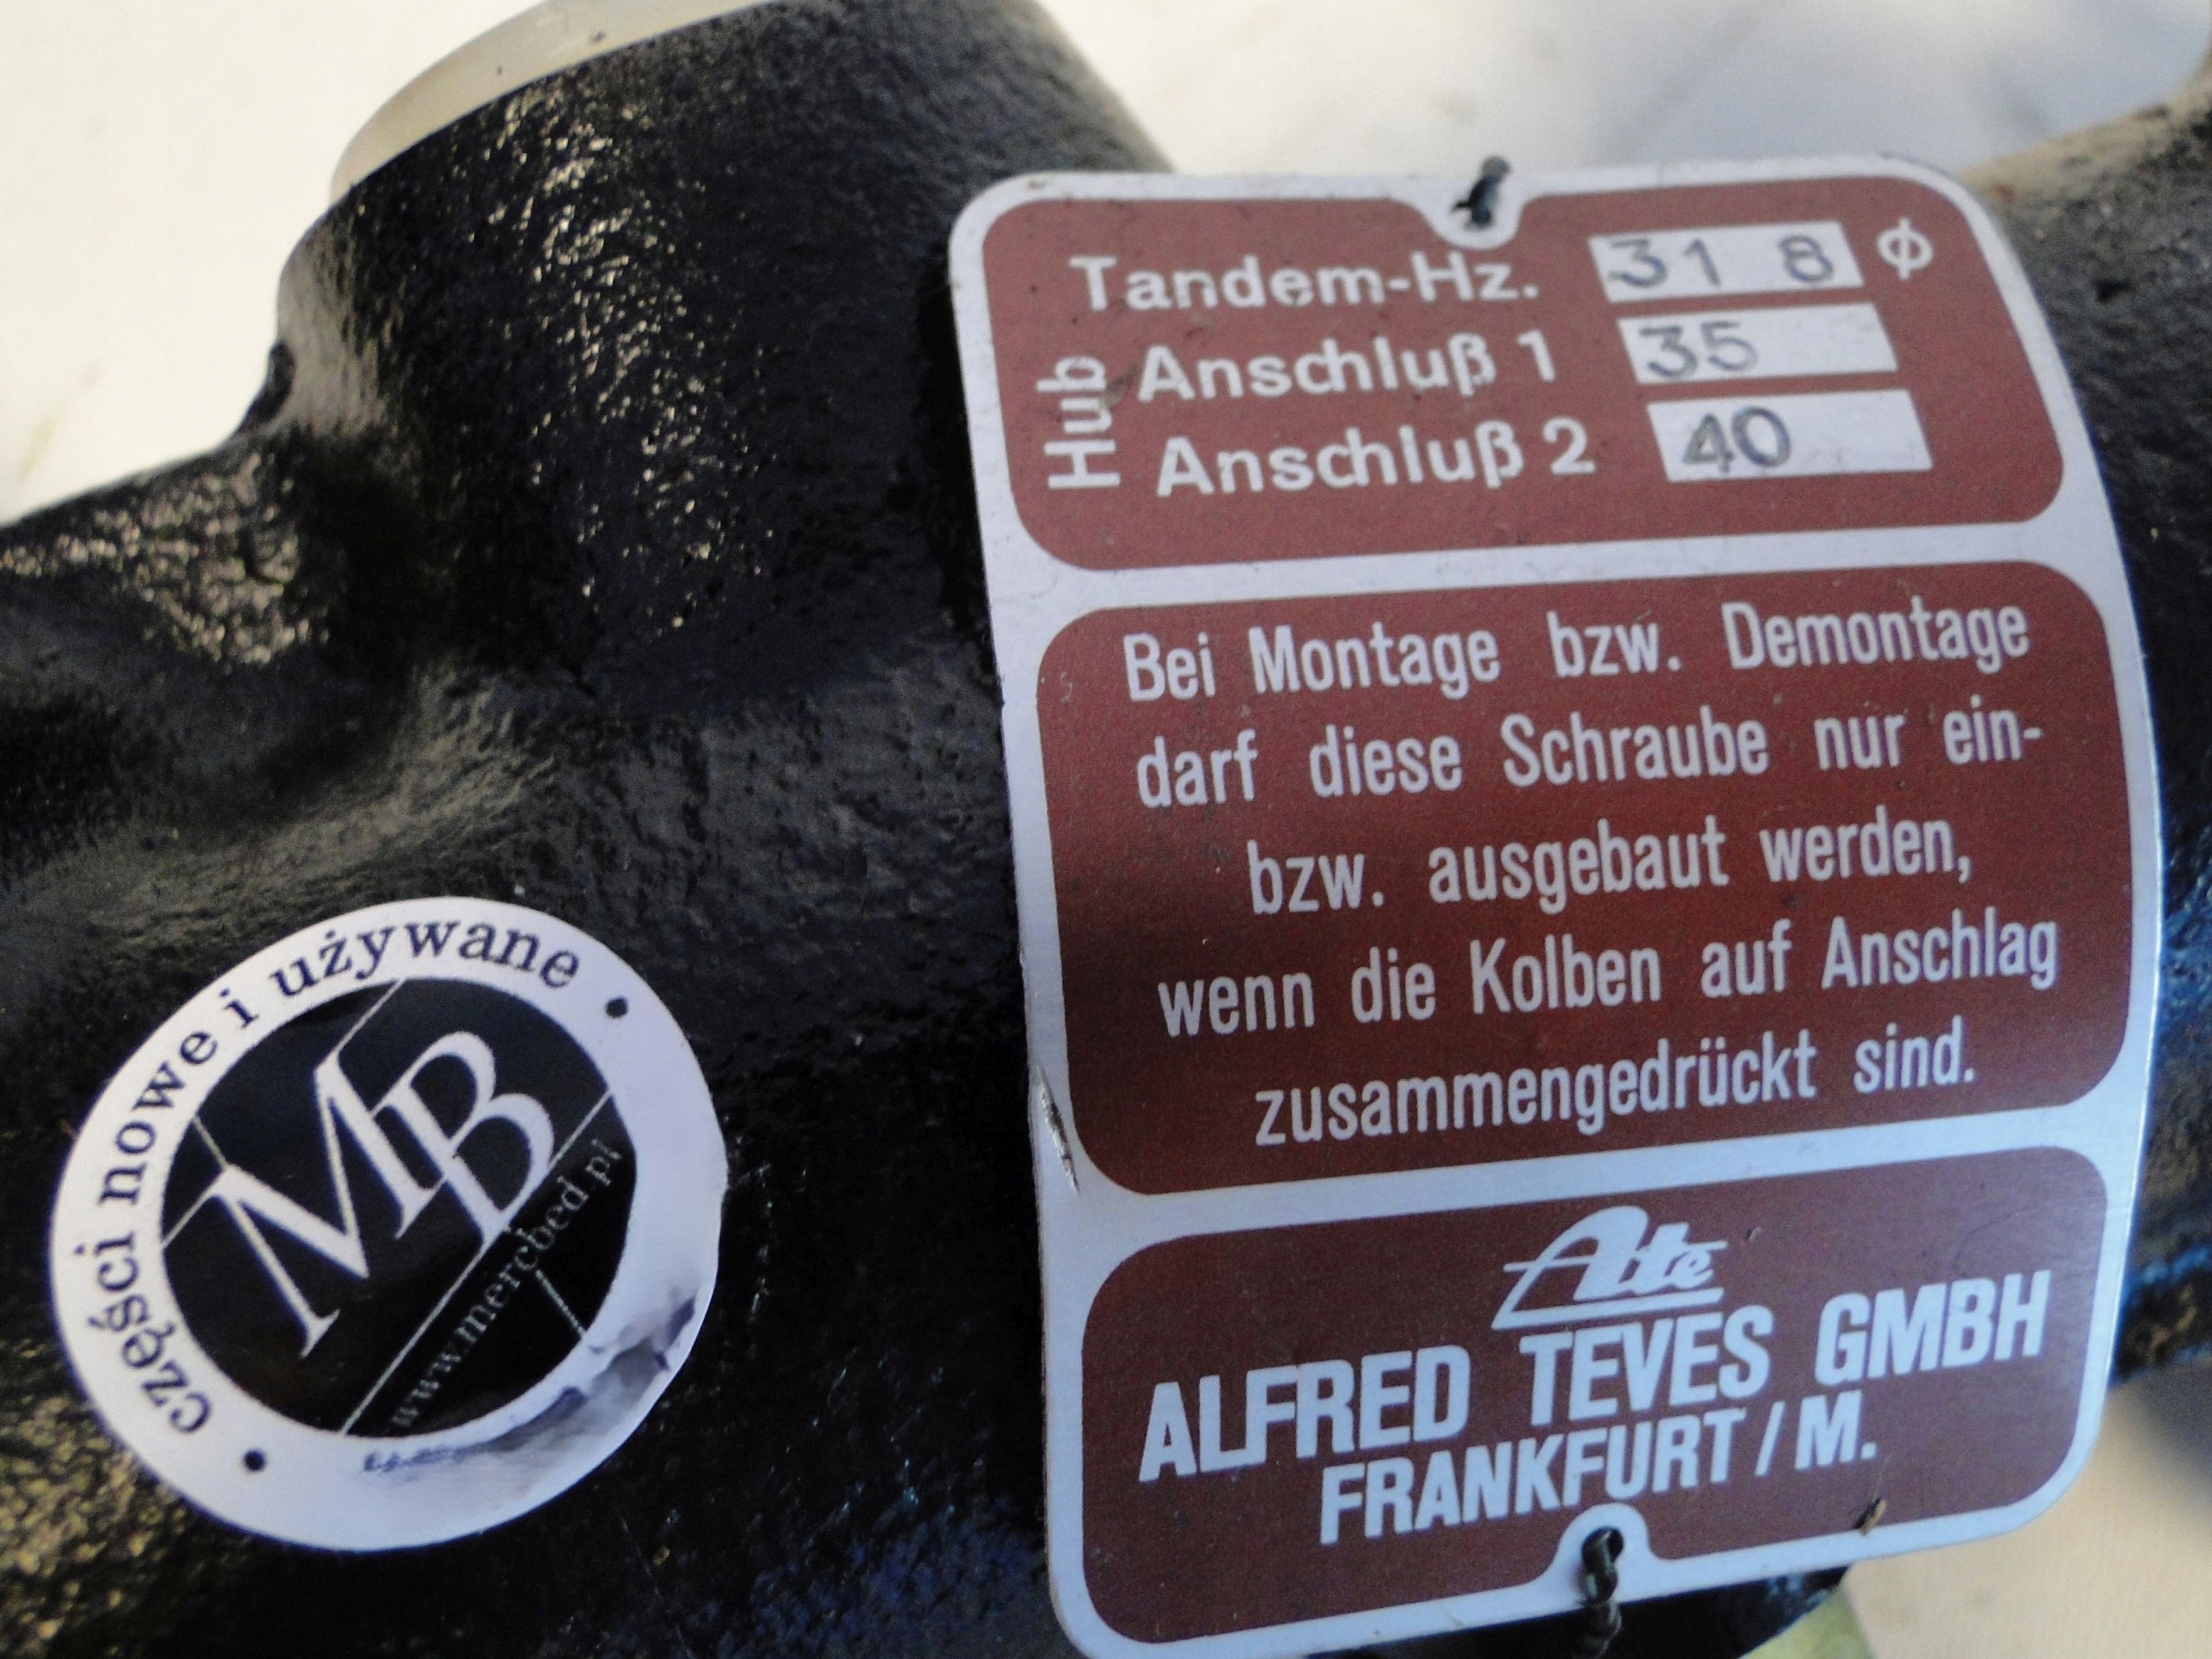 Tandem-Hz. 31 8 ϕ
Hub
Anschluß 1 35
Anschluß 2 40
Bei Montage bzw. Demontage
darf diese Schraube nur ein-
bzw. ausgebaut werden,
wenn die Kolben auf Anschlag
zusammengedrückt sind.
Ate
ALFRED TEVES GMBH
FRANKFURT / M.
części nowe i używane
MB
www.mercbed.pl